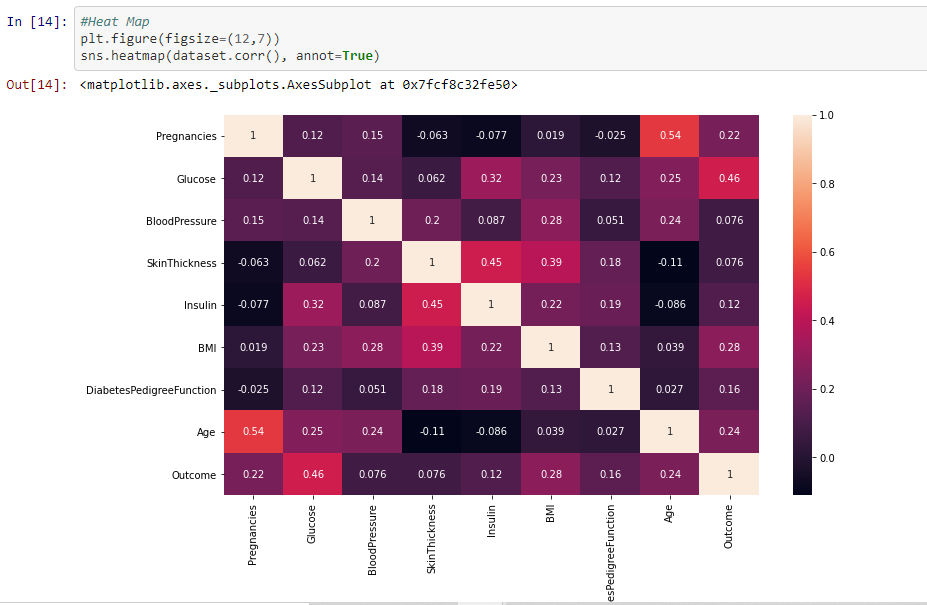 In [14]: #Heat Map
plt.figure(figsize=(12,7))
sns.heatmap(dataset.corr(), annot=True)
Out[14]: <matplotlib.axes._subplots.AxesSubplot at 0x7fcf8c32fe50>
Pregnancies 1 0.12 0.15 -0.063 -0.077 0.019 -0.025 0.54 0.22
Glucose 0.12 1 0.14 0.062 0.32 0.23 0.12 0.25 0.46
BloodPressure 0.15 0.14 1 0.2 0.087 0.28 0.051 0.24 0.076
SkinThickness -0.063 0.062 0.2 1 0.45 0.39 0.18 -0.11 0.076
Insulin -0.077 0.32 0.087 0.45 1 0.22 0.19 -0.086 0.12
BMI 0.019 0.23 0.28 0.39 0.22 1 0.13 0.039 0.28
DiabetesPedigreeFunction -0.025 0.12 0.051 0.18 0.19 0.13 1 0.027 0.16
Age 0.54 0.25 0.24 -0.11 -0.086 0.039 0.027 1 0.24
Outcome 0.22 0.46 0.076 0.076 0.12 0.28 0.16 0.24 1
Pregnancies
Glucose
BloodPressure
SkinThickness
Insulin
BMI
esPedigreeFunction
Age
Outcome
1.0
0.8
0.6
0.4
0.2
0.0